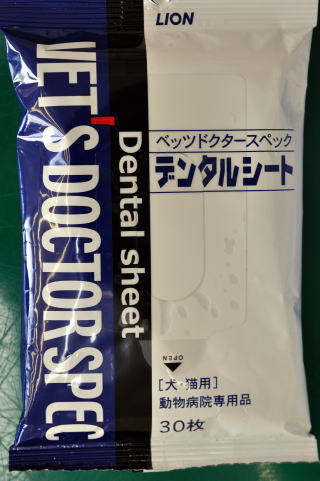 LION
VET'S DOCTOR SPEC
Dental sheet
ベッツドクタースペック
デンタルシート
OPEN
[犬・猫用]
動物病院専用品
30枚